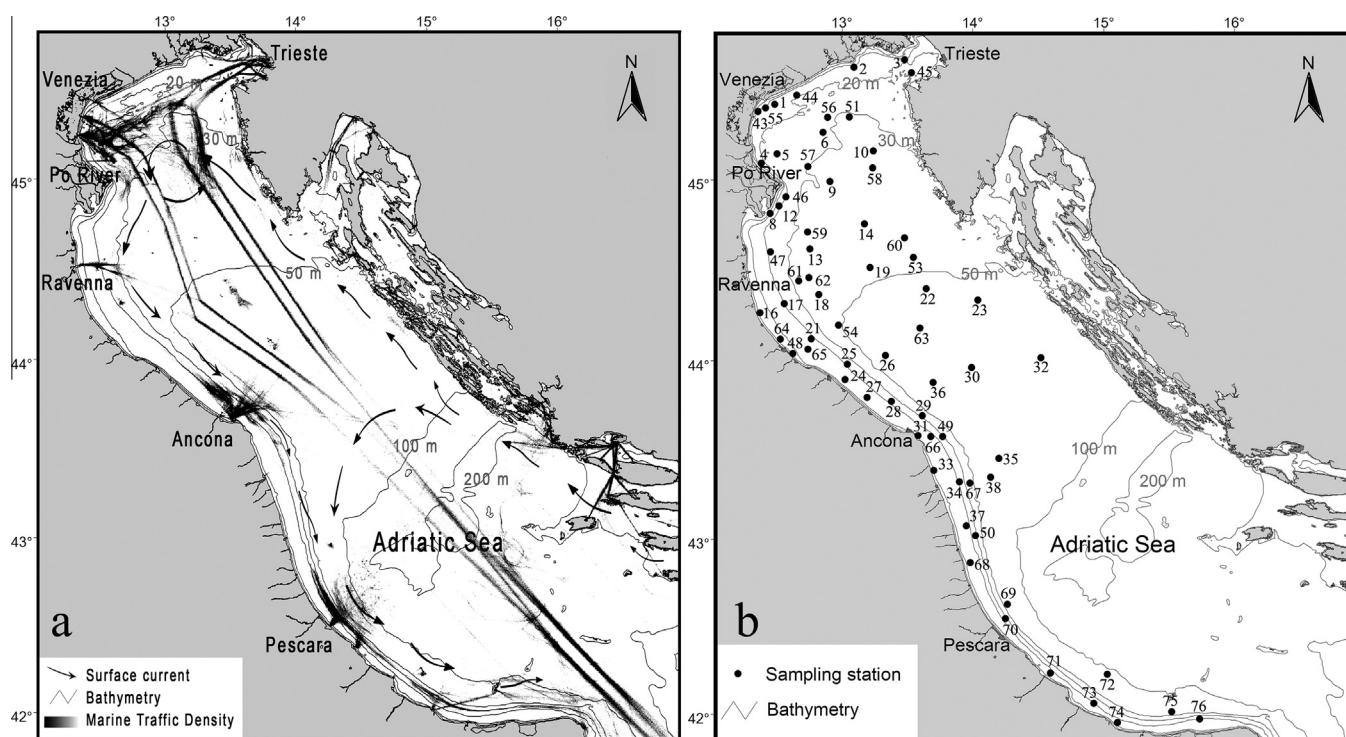 13° 14° 15° 16°
Trieste
Venezia
20 m
N
30 m
45°
Po River
50 m
Ravenna
44°
Ancona
100 m
200 m
Adriatic Sea
43°
a
Pescara
Surface current
Bathymetry
Marine Traffic Density
42°
13° 14° 15° 16°
Trieste
3
2
45
Venezia
20 m
N
44
1
43 55
56 51
6
30 m
4 5 57 10
Po River
58
45°
9
46
12
8
14
59
60
47 13
53
19
50 m
61 62
Ravenna
22
23
18
17
16
54
63
64 21
48 65 25
26
32
44°
30
24
36
27
28
29
100 m
31 49
Ancona
66
35
33
200 m
38
34 67
37
50
Adriatic Sea
43°
68
69
b
70
Pescara
71
72
Sampling station
73
75 76
Bathymetry
74
42°